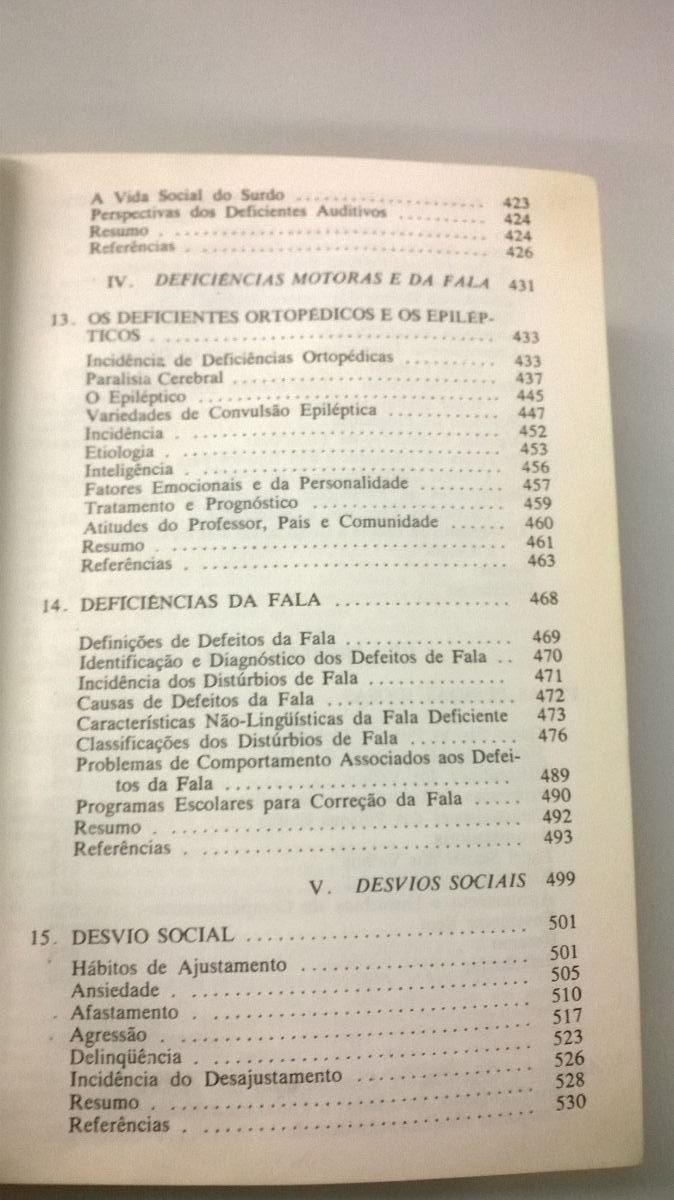 A Vida Social do Surdo ........................ 423
Perspectivas dos Deficientes Auditivos .......... 424
Resumo ........................................ 424
Referências .................................... 426
IV. DEFICIÊNCIAS MOTORAS E DA FALA 431
13. OS DEFICIENTES ORTOPÉDICOS E OS EPILÉP-
TICOS ........................................ 433
Incidência de Deficiências Ortopédicas .......... 433
Paralisia Cerebral .............................. 437
O Epiléptico .................................. 445
Variedades de Convulsão Epiléptica ............ 447
Incidência ...................................... 452
Etiologia ...................................... 453
Inteligência .................................... 456
Fatores Emocionais e da Personalidade ......... 457
Tratamento e Prognóstico ...................... 459
Atitudes do Professor, Pais e Comunidade ...... 460
Resumo ........................................ 461
Referências .................................... 463
14. DEFICIÊNCIAS DA FALA .................. 468
Definições de Defeitos da Fala ................. 469
Identificação e Diagnóstico dos Defeitos de Fala .. 470
Incidência dos Distúrbios de Fala .............. 471
Causas de Defeitos da Fala .................... 472
Características Não-Lingüísticas da Fala Deficiente 473
Classificações dos Distúrbios de Fala ........... 476
Problemas de Comportamento Associados aos Defei-
tos da Fala .............................. 489
Programas Escolares para Correção da Fala ..... 490
Resumo ........................................ 492
Referências .................................... 493
V. DESVIOS SOCIAIS 499
15. DESVIO SOCIAL ............................ 501
Hábitos de Ajustamento ........................ 501
Ansiedade ...................................... 505
Afastamento .................................... 510
Agressão ...................................... 517
Delinqüência .................................... 523
Incidência do Desajustamento .................. 526
Resumo ........................................ 528
Referências .................................... 530